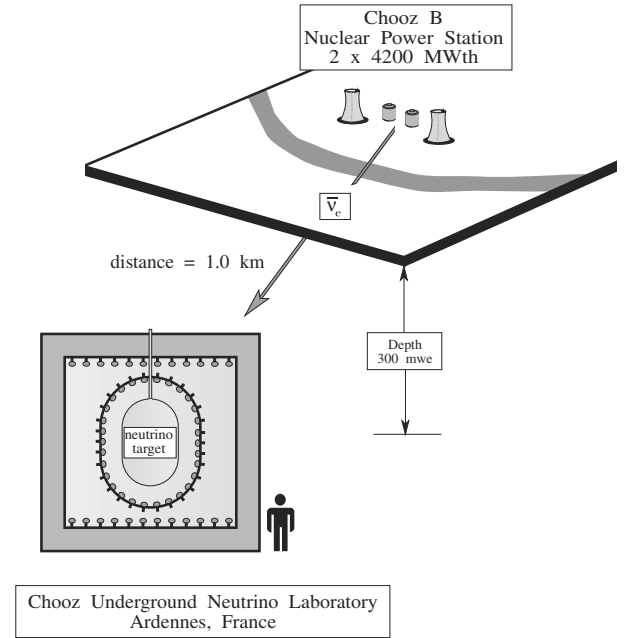 Chooz B
Nuclear Power Station
2 x 4200 MWth
ν̅e
distance = 1.0 km
Depth
300 mwe
neutrino
target
Chooz Underground Neutrino Laboratory
Ardennes, France